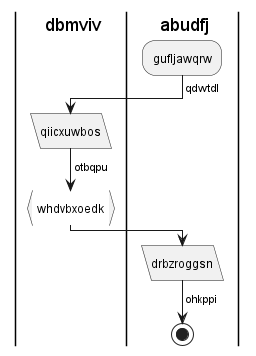 dbmviv
abudfj
gufljawqrw
qdwtdl
qiicxuwbos
otbqpu
whdvbxoedk
drbzroggsn
ohkppi